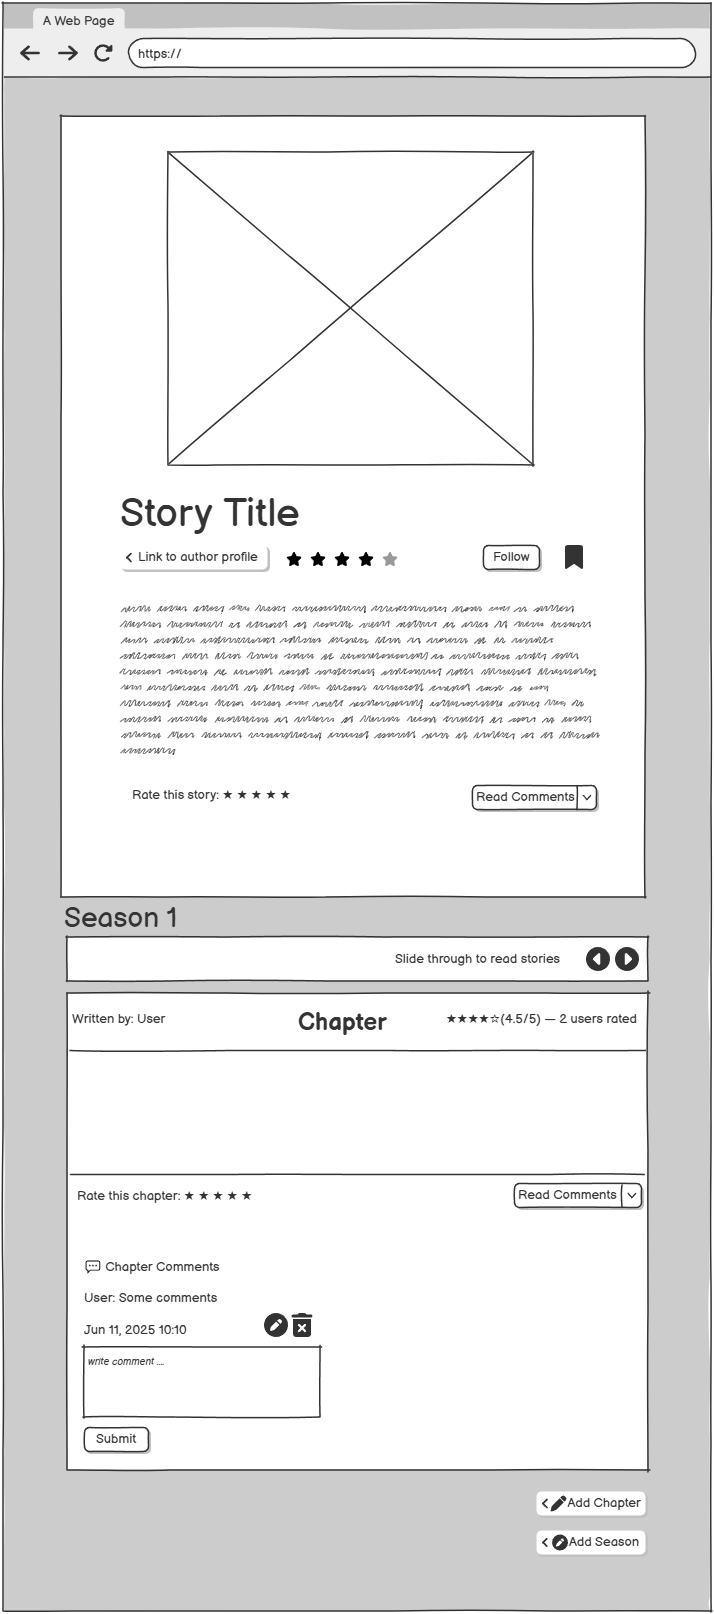 A Web Page
https://
Story Title
Link to author profile
Follow
Rate this story: ★ ★ ★ ★ ★
Read Comments
Season 1
Slide through to read stories
Written by: User
Chapter
★★★★☆(4.5/5) — 2 users rated
Rate this chapter: ★ ★ ★ ★ ★
Read Comments
Chapter Comments
User: Some comments
Jun 11, 2025 10:10
write comment ....
Submit
Add Chapter
Add Season